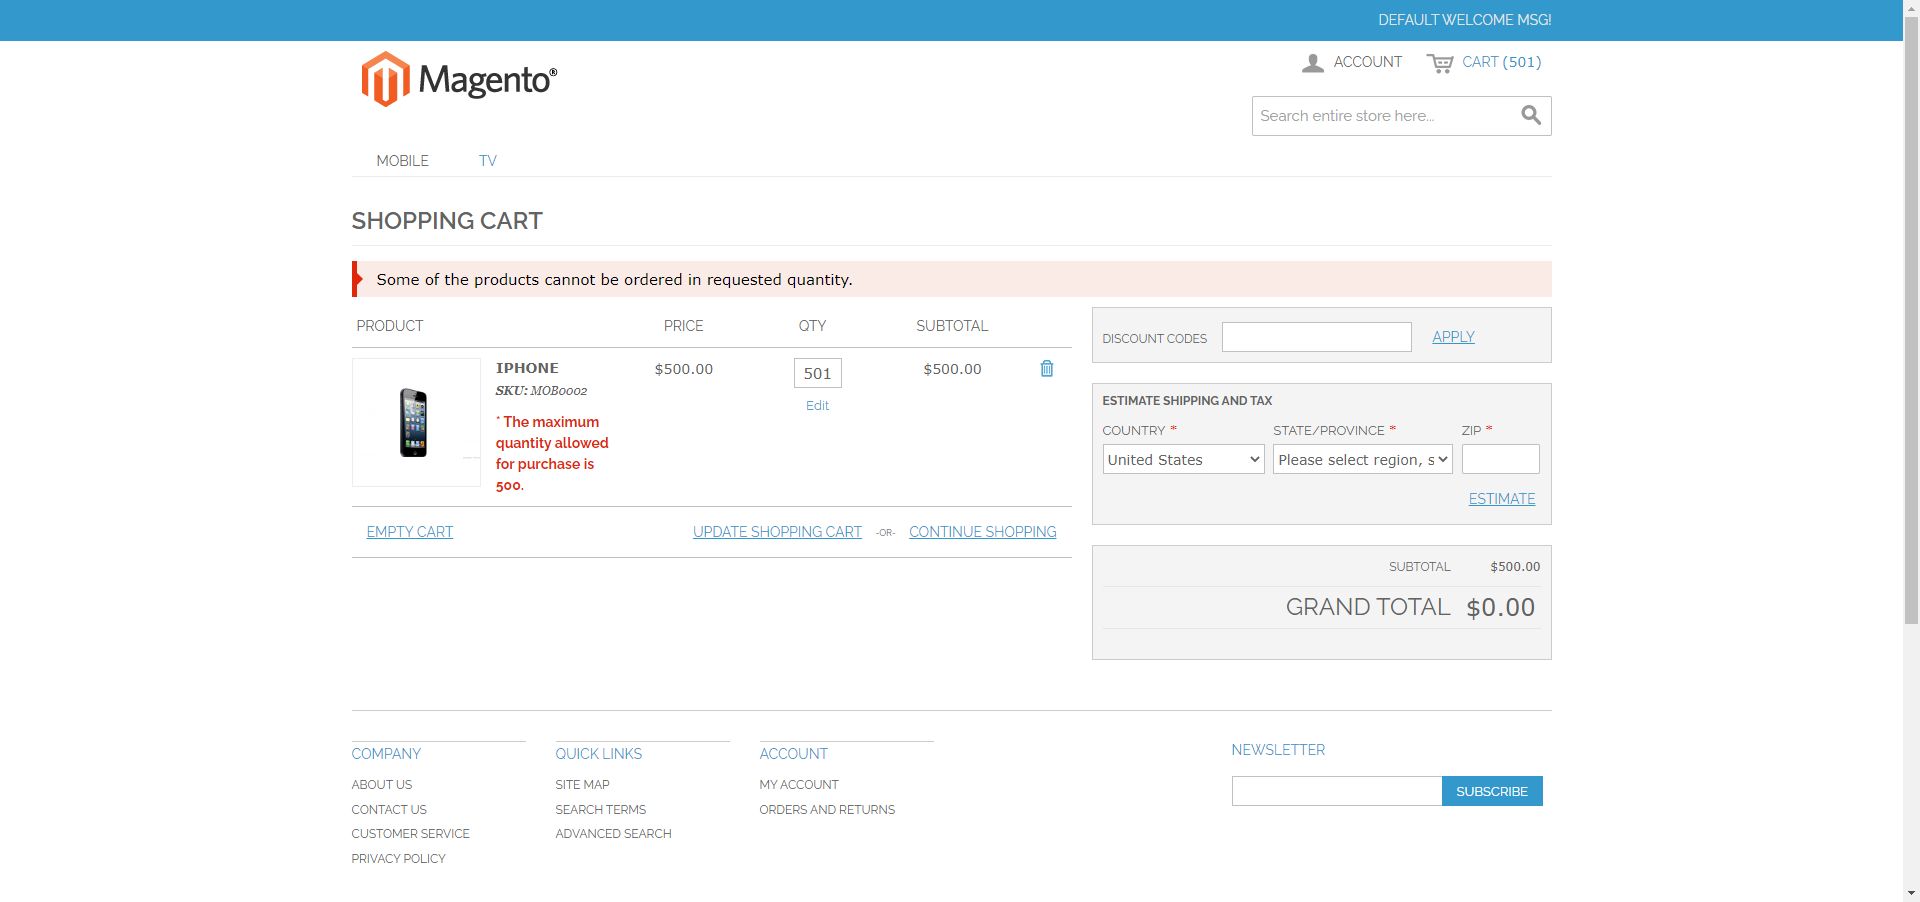 DEFAULT WELCOME MSG!
Magento®
ACCOUNT
CART (501)
Search entire store here...
MOBILE
TV
SHOPPING CART
Some of the products cannot be ordered in requested quantity.
PRODUCT PRICE QTY SUBTOTAL
IPHONE
SKU: MOB0002
* The maximum
quantity allowed
for purchase is
500.
$500.00
501
Edit
$500.00
EMPTY CART
UPDATE SHOPPING CART -OR- CONTINUE SHOPPING
DISCOUNT CODES
APPLY
ESTIMATE SHIPPING AND TAX
COUNTRY * STATE/PROVINCE * ZIP *
United States Please select region, s
ESTIMATE
SUBTOTAL $500.00
GRAND TOTAL $0.00
COMPANY
ABOUT US
CONTACT US
CUSTOMER SERVICE
PRIVACY POLICY
QUICK LINKS
SITE MAP
SEARCH TERMS
ADVANCED SEARCH
ACCOUNT
MY ACCOUNT
ORDERS AND RETURNS
NEWSLETTER
SUBSCRIBE